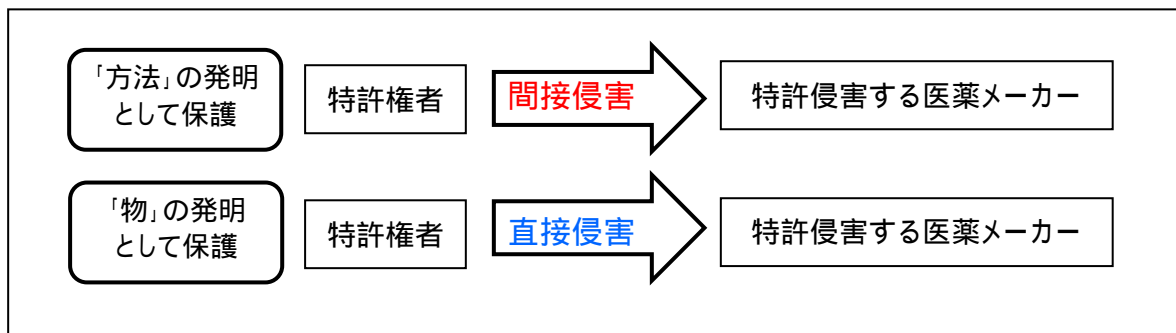 「方法」の発明
として保護
特許権者
間接侵害
特許侵害する医薬メーカー
「物」の発明
として保護
特許権者
直接侵害
特許侵害する医薬メーカー